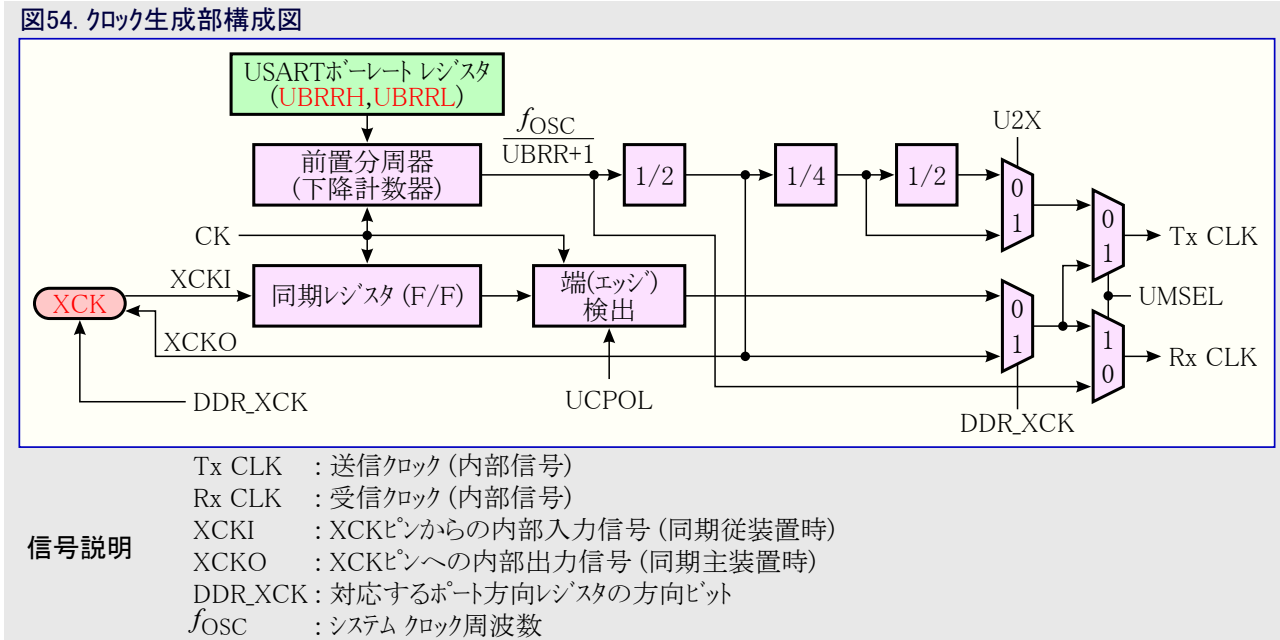 図54. クロック生成部構成図
USARTボーレート レジスタ
(UBRRH,UBRRL)
fOSC
UBRR+1
U2X
前置分周器
(下降計数器)
1/2
1/4
1/2
0
1
CK
0
1
Tx CLK
XCKI
XCK
同期レジスタ (F/F)
端(エッジ)
検出
0
1
UMSEL
XCKO
1
0
Rx CLK
DDR_XCK
UCPOL
DDR_XCK
信号説明
Tx CLK : 送信クロック (内部信号)
Rx CLK : 受信クロック (内部信号)
XCKI : XCKピンからの内部入力信号 (同期従装置時)
XCKO : XCKピンへの内部出力信号 (同期主装置時)
DDR_XCK : 対応するポート方向レジスタの方向ビット
fOSC : システム クロック周波数